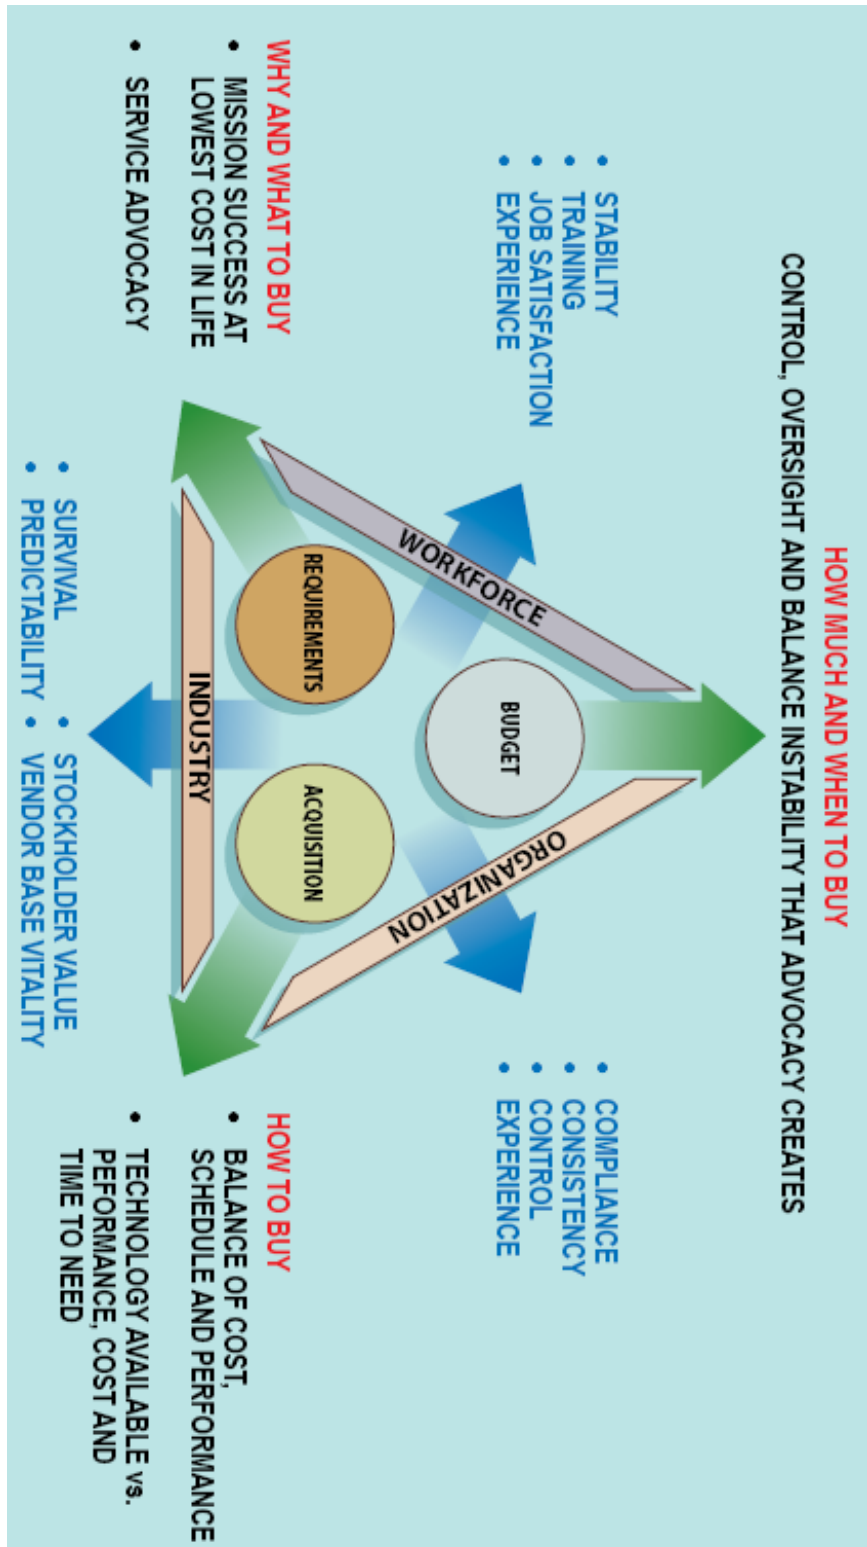 HOW MUCH AND WHEN TO BUY
CONTROL, OVERSIGHT AND BALANCE INSTABILITY THAT ADVOCACY CREATES
• STABILITY
• TRAINING
• JOB SATISFACTION
• EXPERIENCE
• COMPLIANCE
• CONSISTENCY
• CONTROL
• EXPERIENCE
WORKFORCE
BUDGET
ORGANIZATION
REQUIREMENTS
ACQUISITION
INDUSTRY
WHY AND WHAT TO BUY
• MISSION SUCCESS AT
LOWEST COST IN LIFE
• SERVICE ADVOCACY
HOW TO BUY
• BALANCE OF COST,
SCHEDULE AND PERFORMANCE
• TECHNOLOGY AVAILABLE vs.
PEFORMANCE, COST AND
TIME TO NEED
• SURVIVAL • STOCKHOLDER VALUE
• PREDICTABILITY • VENDOR BASE VITALITY